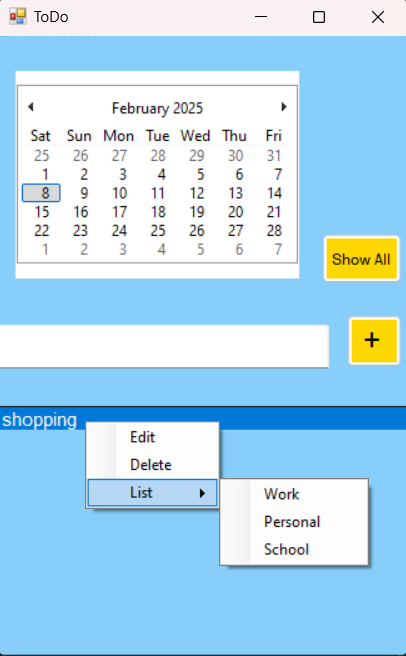 ToDo
February 2025
Sat Sun Mon Tue Wed Thu Fri
25 26 27 28 29 30 31
1 2 3 4 5 6 7
8 9 10 11 12 13 14
15 16 17 18 19 20 21
22 23 24 25 26 27 28
1 2 3 4 5 6 7
Show All
+
shopping
Edit
Delete
List
Work
Personal
School